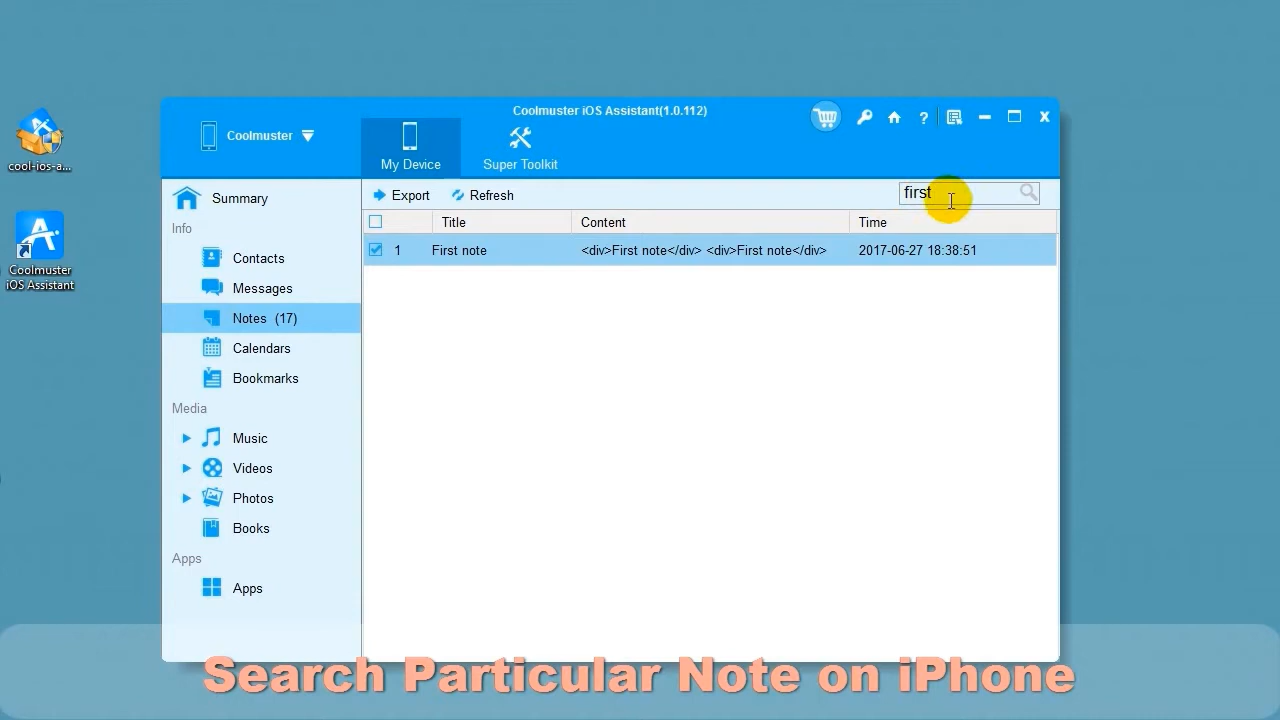 cool-ios-a...
Coolmuster
iOS Assistant
Coolmuster iOS Assistant(1.0.112)
Coolmuster
My Device
Super Toolkit
?
X
Summary
Info
Contacts
Messages
Notes (17)
Calendars
Bookmarks
Media
Music
Videos
Photos
Books
Apps
Apps
Export Refresh first
Title Content Time
1 First note <div>First note</div> <div>First note</div> 2017-06-27 18:38:51
Search Particular Note on iPhone